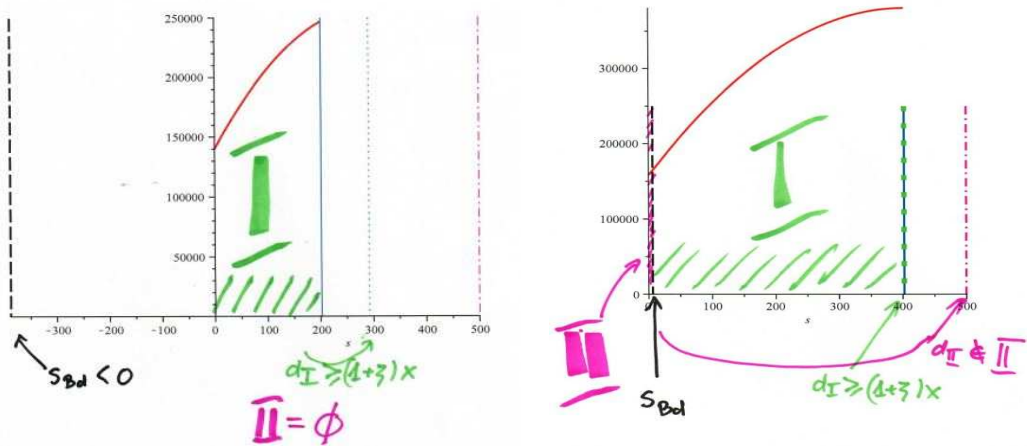 250000
200000
150000
100000
50000
-300
-200
-100
0
100
200
300
400
500
s
I
S_Bd < 0
d_I ≥ (1+ξ) x
II = ϕ
300000
200000
100000
0
100
200
300
400
500
s
I
II
S_Bd
d_I ≥ (1+ξ) x
d_II ∉ II